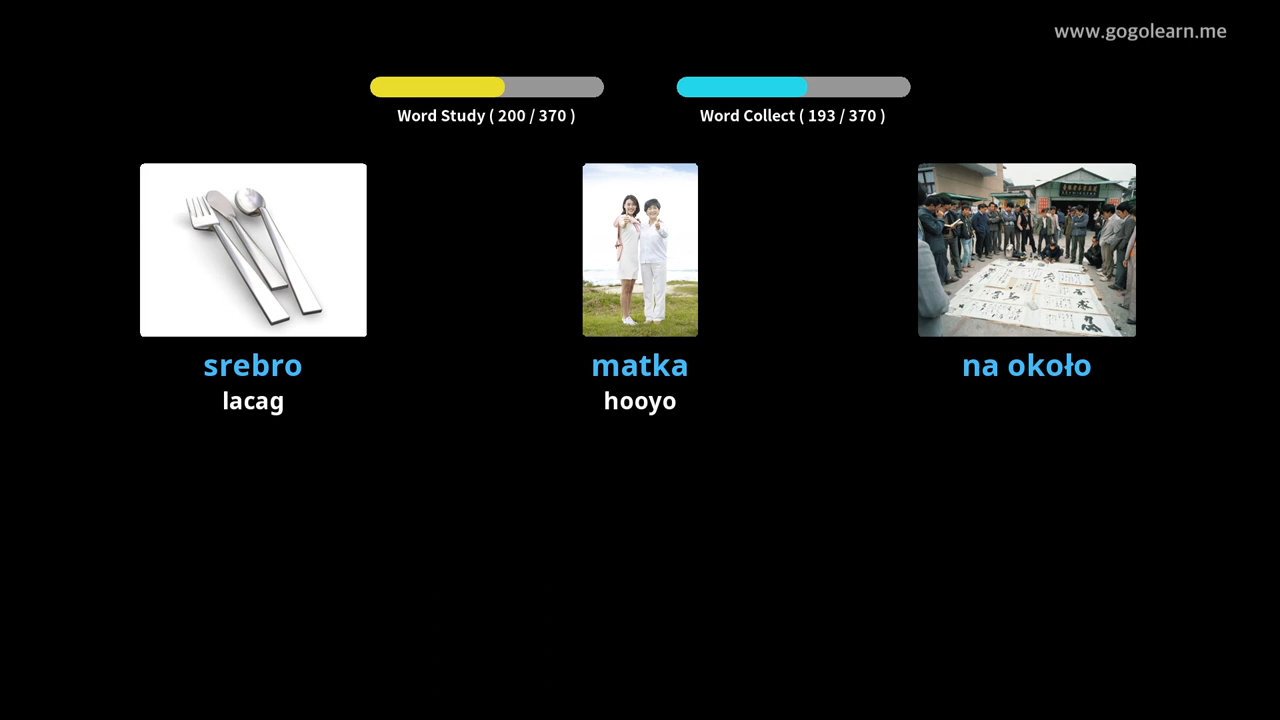 www.gogolearn.me
Word Study ( 200 / 370 )
Word Collect ( 193 / 370 )
srebro
lacag
matka
hooyo
na około